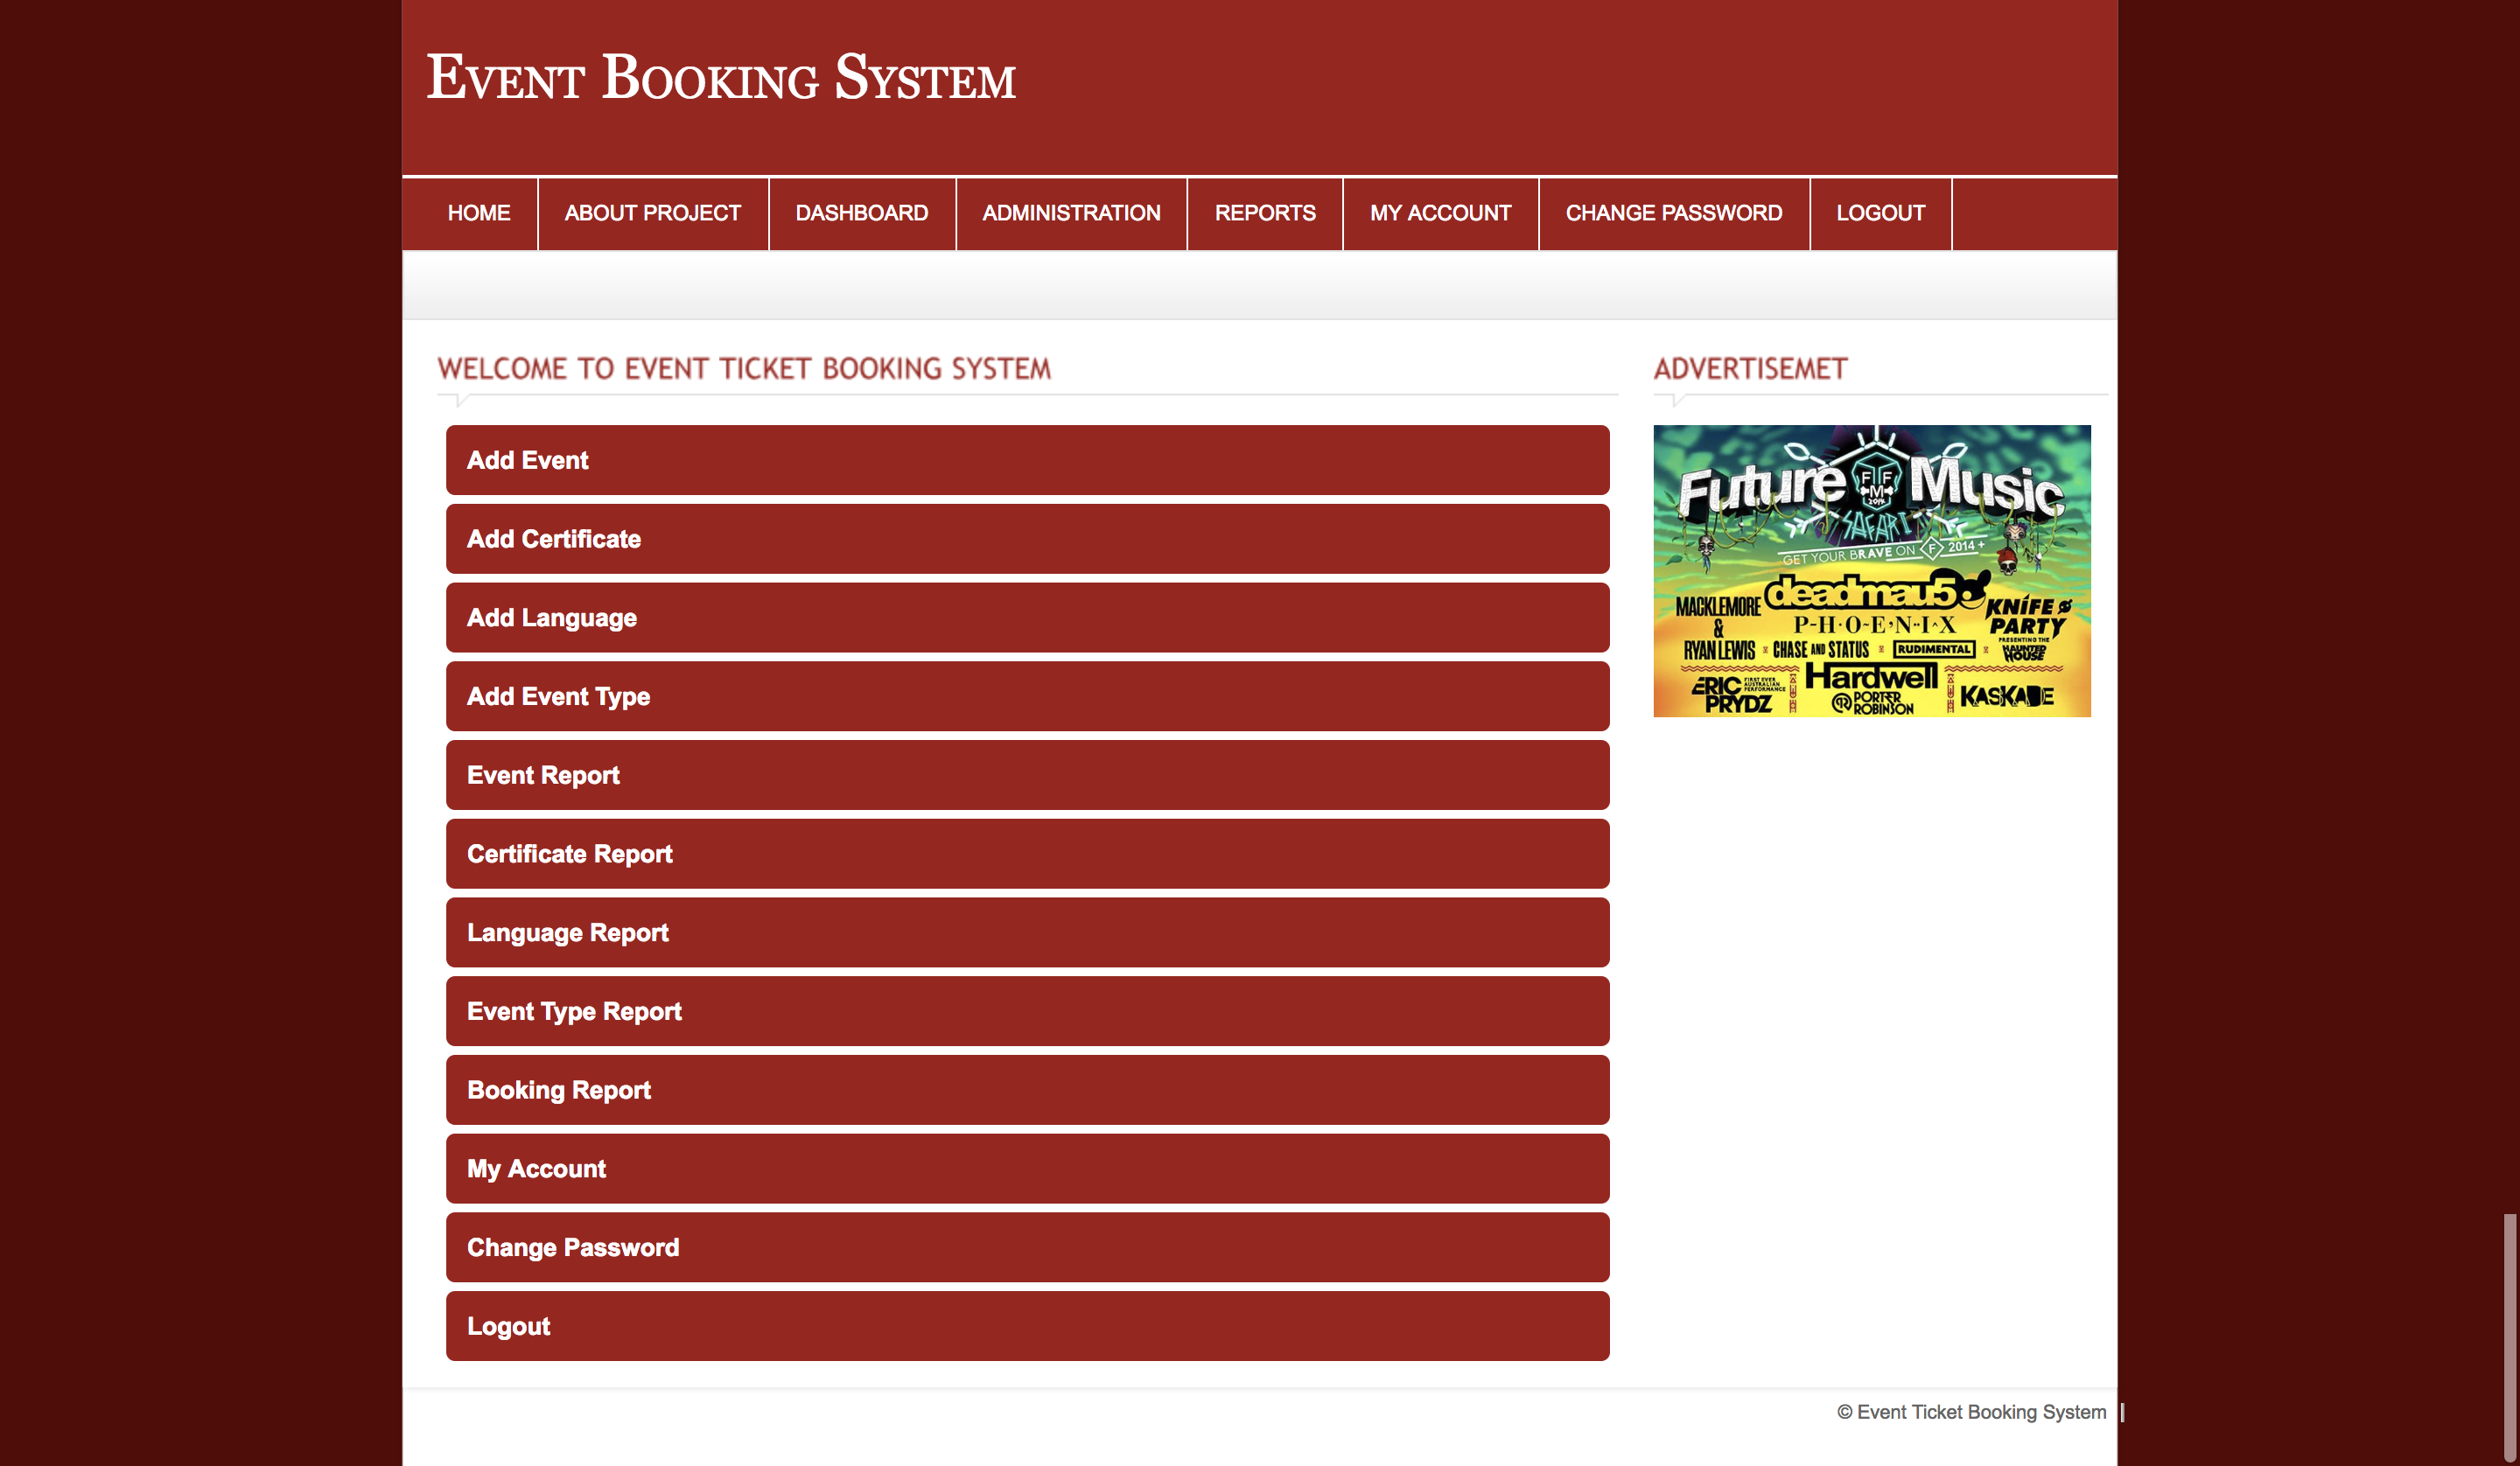 Event Booking System
HOME ABOUT PROJECT DASHBOARD ADMINISTRATION REPORTS MY ACCOUNT CHANGE PASSWORD LOGOUT
WELCOME TO EVENT TICKET BOOKING SYSTEM
Add Event
Add Certificate
Add Language
Add Event Type
Event Report
Certificate Report
Language Report
Event Type Report
Booking Report
My Account
Change Password
Logout
ADVERTISEMET
Future Music
FFM
2014
SAFARI
GET YOUR BRAVE ON F 2014 +
deadmau5
MACKLEMORE & RYAN LEWIS
P-H-O-E-N-I-X
KNIFE PARTY
PRESENTING THE
HAUNTED HOUSE
CHASE AND STATUS
RUDIMENTAL
Hardwell
ERIC PRYDZ
FIRST EVER AUSTRALIAN PERFORMANCE
PORTER ROBINSON
KASKADE
© Event Ticket Booking System |